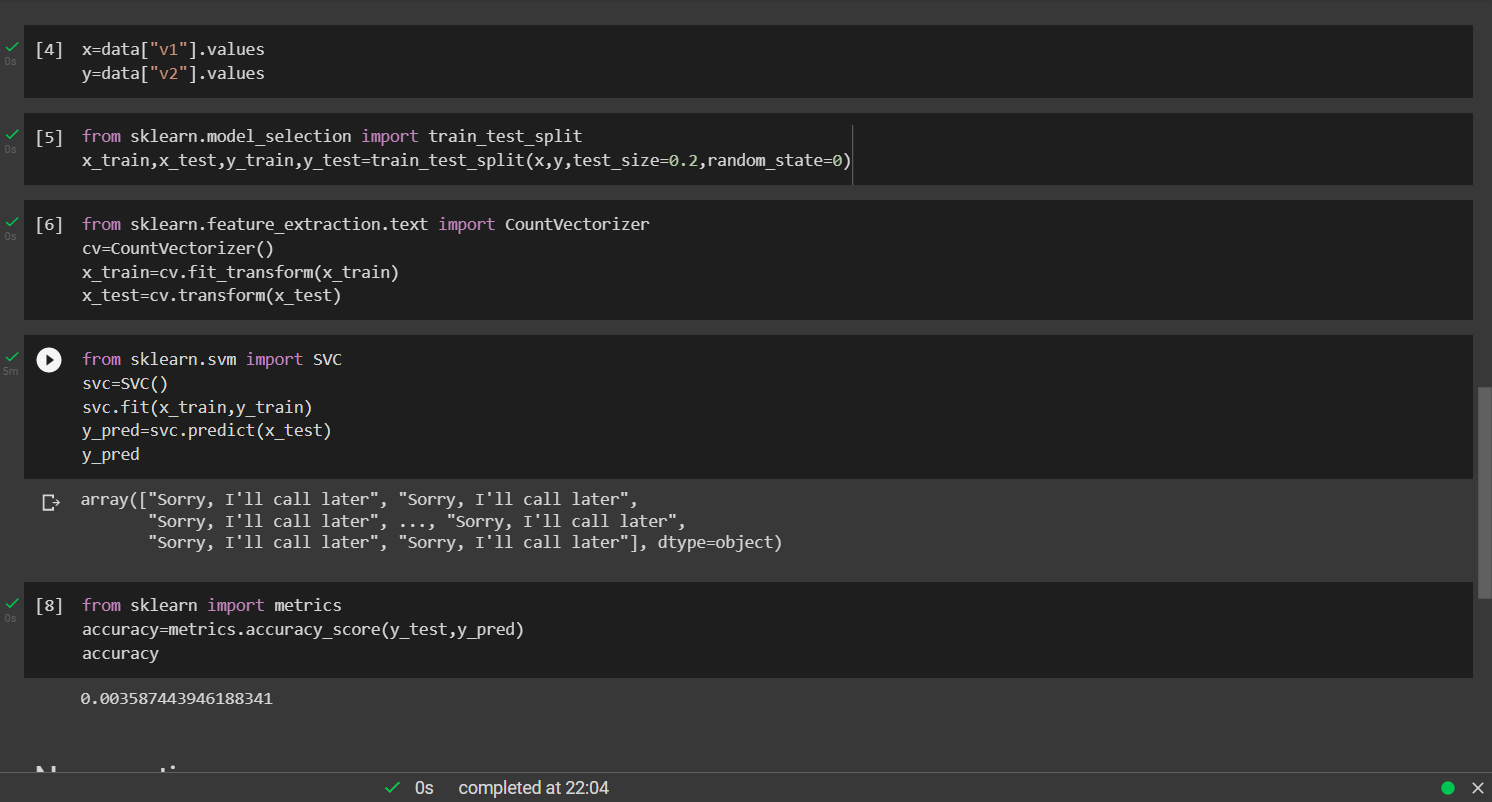 0s
[4] x=data["v1"].values
y=data["v2"].values
0s
[5] from sklearn.model_selection import train_test_split
x_train,x_test,y_train,y_test=train_test_split(x,y,test_size=0.2,random_state=0)
0s
[6] from sklearn.feature_extraction.text import CountVectorizer
cv=CountVectorizer()
x_train=cv.fit_transform(x_train)
x_test=cv.transform(x_test)
5m
from sklearn.svm import SVC
svc=SVC()
svc.fit(x_train,y_train)
y_pred=svc.predict(x_test)
y_pred
array(["Sorry, I'll call later", "Sorry, I'll call later",
"Sorry, I'll call later", ..., "Sorry, I'll call later",
"Sorry, I'll call later", "Sorry, I'll call later"], dtype=object)
0s
[8] from sklearn import metrics
accuracy=metrics.accuracy_score(y_test,y_pred)
accuracy
0.003587443946188341
0s completed at 22:04